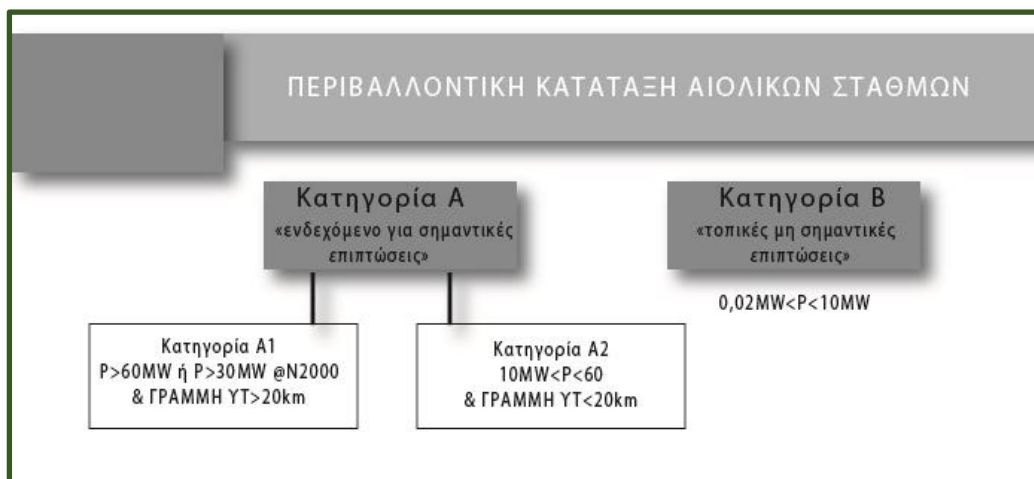 ΠΕΡΙΒΑΛΛΟΝΤΙΚΗ ΚΑΤΑΤΑΞΗ ΑΙΟΛΙΚΩΝ ΣΤΑΘΜΩΝ
Κατηγορία Α
«ενδεχόμενο για σημαντικές
επιπτώσεις»
Κατηγορία Β
«τοπικές μη σημαντικές
επιπτώσεις»
0,02MW<P<10MW
Κατηγορία Α1
P>60MW ή P>30MW @N2000
& ΓΡΑΜΜΗ ΥΤ>20km
Κατηγορία Α2
10MW<P<60
& ΓΡΑΜΜΗ ΥΤ<20km